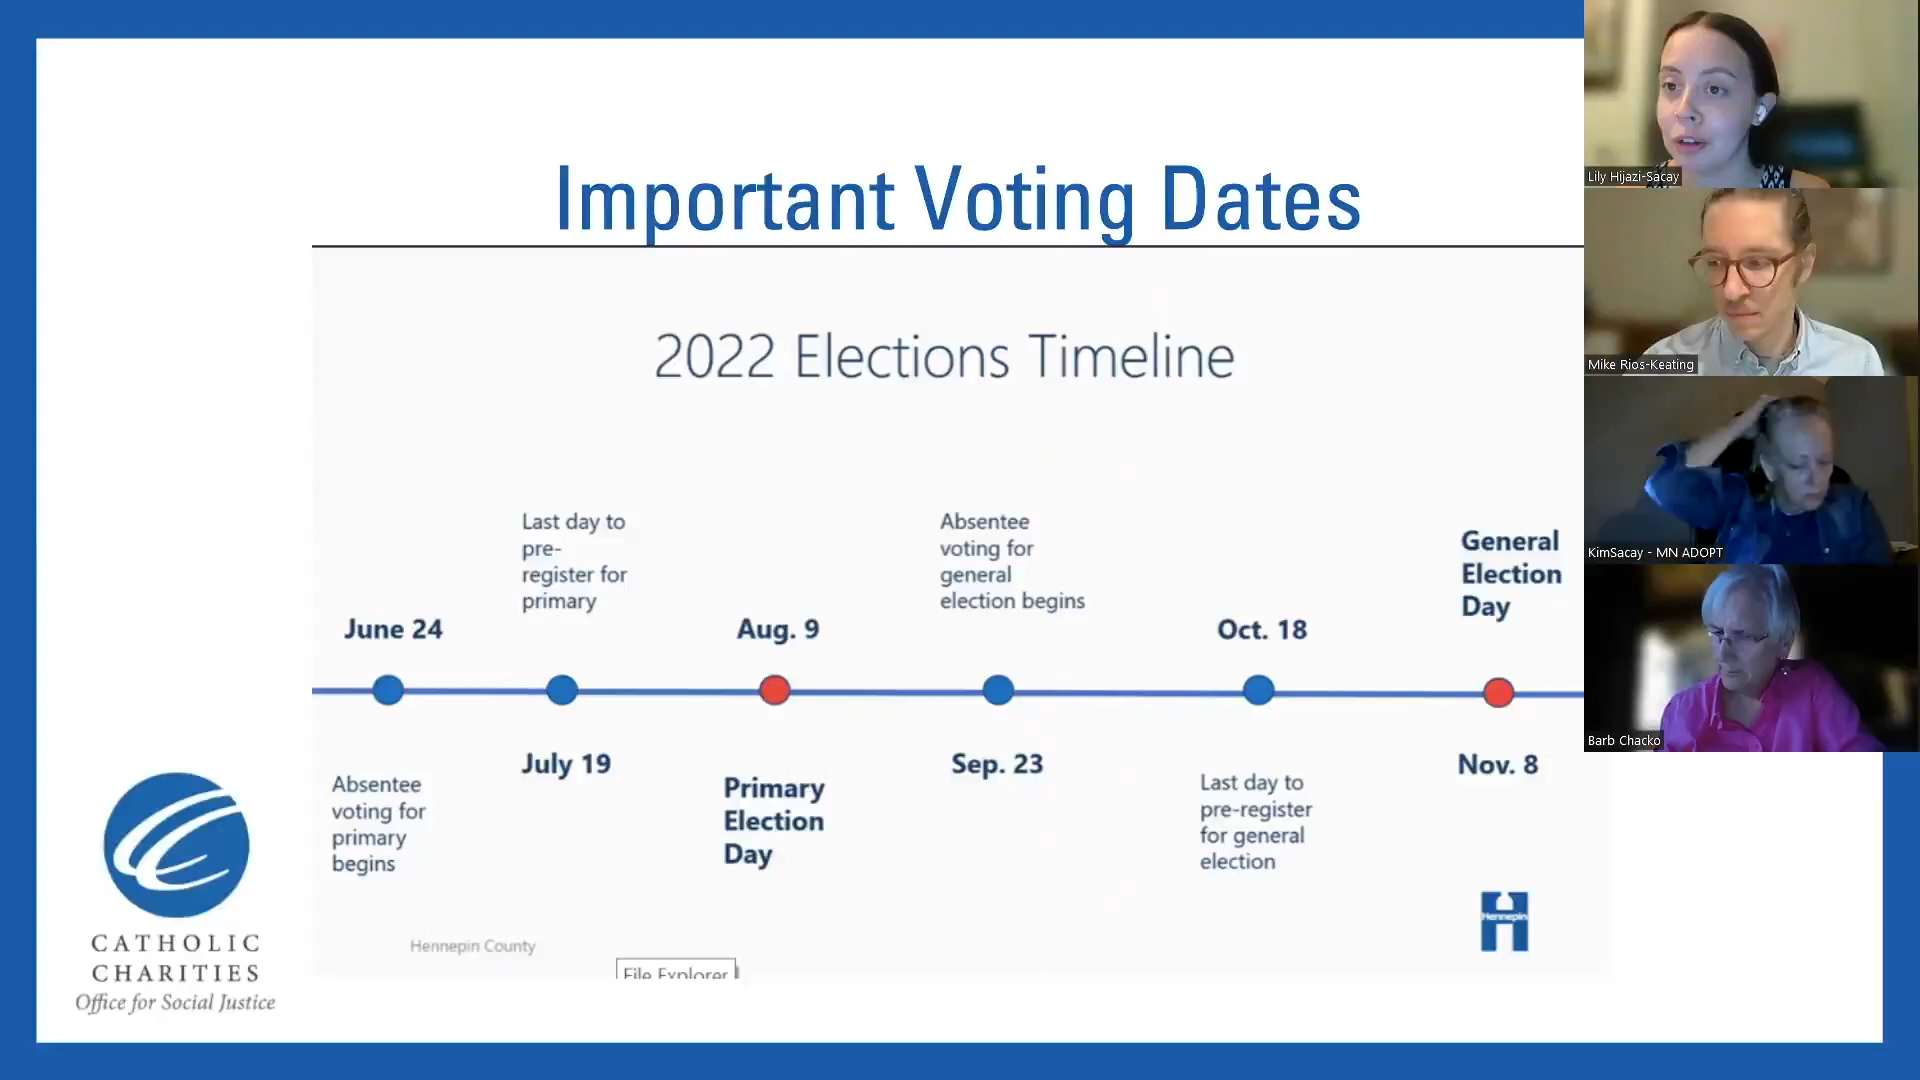 Important Voting Dates
2022 Elections Timeline
Last day to
pre-
register for
primary
Absentee
voting for
general
election begins
General
Election
Day
June 24
Aug. 9
Oct. 18
July 19
Sep. 23
Nov. 8
Absentee
voting for
primary
begins
Primary
Election
Day
Last day to
pre-register
for general
election
Hennepin
Hennepin County
File Explorer
CATHOLIC
CHARITIES
Office for Social Justice
Lily Hijazi-Sacay
Mike Rios-Keating
KimSacay - MN ADOPT
Barb Chacko